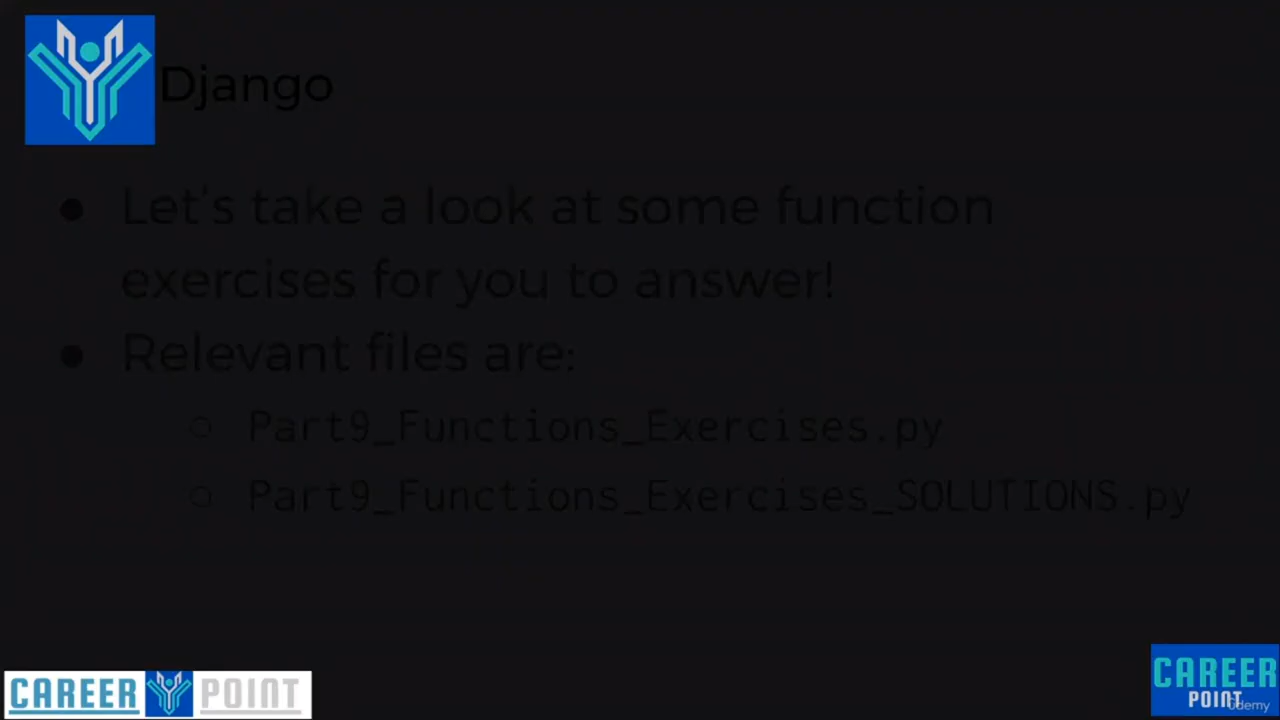 Django
● Let's take a look at some function
exercises for you to answer!
● Relevant files are:
○ Part9_Functions_Exercises.py
○ Part9_Functions_Exercises_SOLUTIONS.py
CAREER POINT
CAREER
POINT
ûdemy